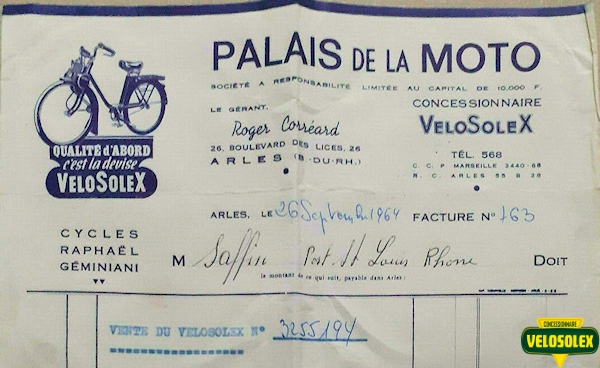 PALAIS DE LA MOTO
SOCIÉTÉ A RESPONSABILITÉ LIMITÉE AU CAPITAL DE 10.000 F.
LE GÉRANT,
Roger Corréard
26, BOULEVARD DES LICES, 26
ARLES (B.-DU-RH.)
CONCESSIONNAIRE
VELOSOLEX
TÉL. 568
C. C. P MARSEILLE 3440-68
R. C. ARLES 55 B 26
QUALITÉ d'ABORD
c'est la devise
VELOSOLEX
ARLES, LE 26 Septembre 1964 FACTURE N° 163
CYCLES
RAPHAËL
GÉMINIANI
M Saffin Port St Louis Rhone DOIT
le montant de ce qui suit, payable dans Arles :
VENTE DU VELOSOLEX N° 3255194
CONCESSIONNAIRE
VELOSOLEX